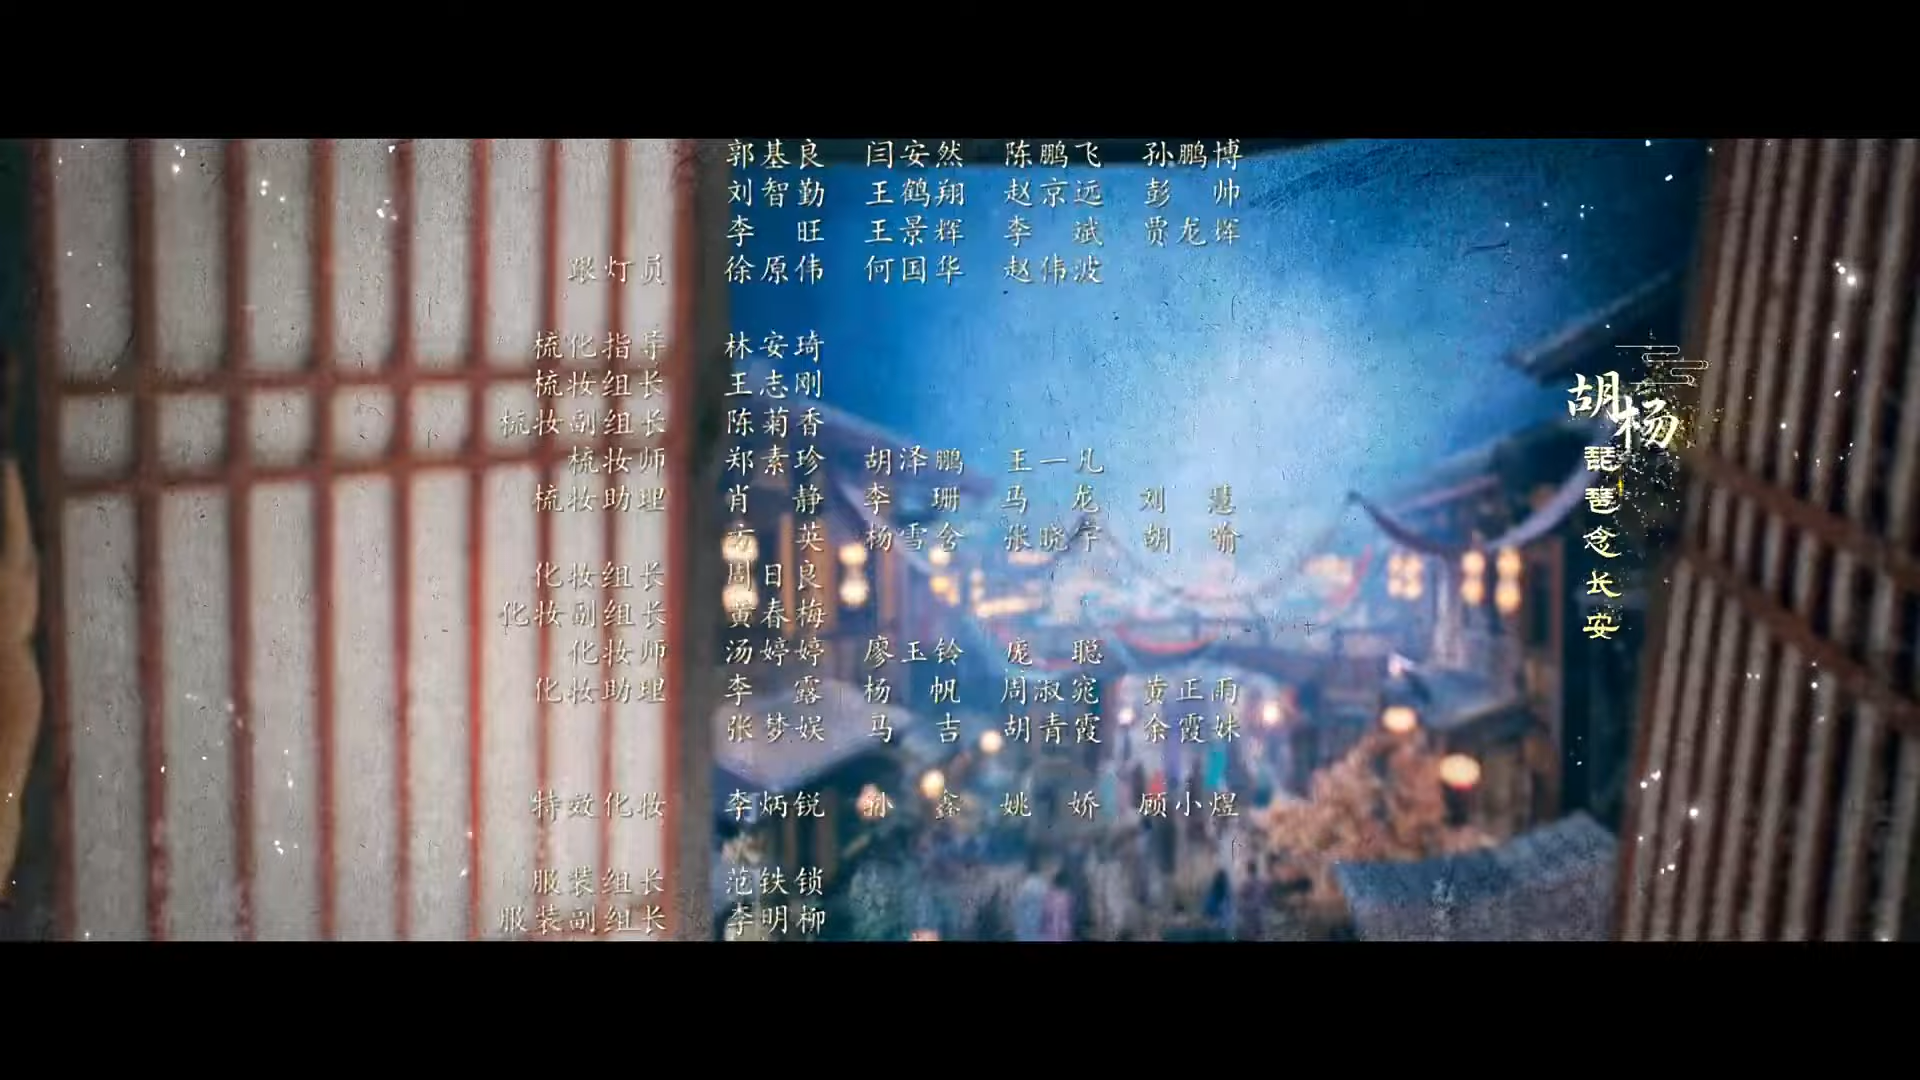 郭基良 闫安然 陈鹏飞 孙鹏博
刘智勤 王鹤翔 赵京远 彭帅
李旺 王景辉 李斌 贾龙辉
跟灯员 徐原伟 何国华 赵伟波
梳化指导 林安琦
梳妆组长 王志刚
梳妆副组长 陈菊香
梳妆师 郑素珍 胡泽鹏 王一凡
梳妆助理 肖静 李珊 马龙 刘慧
方英 杨雪 张晓 胡喻
化妆组长 周日良
化妆副组长 黄春梅
化妆师 汤婷婷 廖玉铃 庞聪
化妆助理 李露 杨帆 周淑窕 黄正雨
张梦娱 马吉 胡青霞 余霞妹
特效化妆 李炳锐 孙鑫 姚娇 顾小煜
服装组长 范铁锁
服装副组长 李明柳
胡杨
琵琶念长安